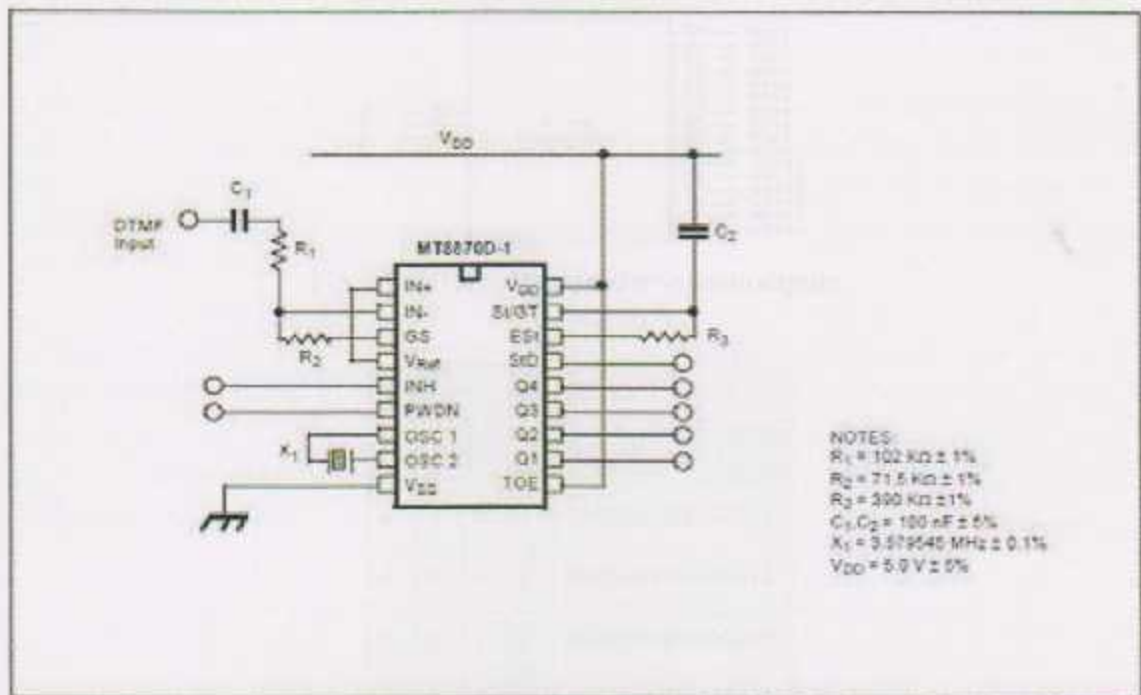 VDD
C1
DTMF
Input
R1
C2
MT8870D-1
IN+
VDD
IN-
St/GT
GS
ESt
R2
R3
VRef
StD
INH
Q4
PWDN
Q3
OSC 1
Q2
X1
OSC 2
Q1
VSS
TOE
NOTES:
R1 = 102 KΩ ± 1%
R2 = 71.5 KΩ ± 1%
R3 = 390 KΩ ±1%
C1,C2 = 100 nF ± 5%
X1 = 3.579545 MHz ± 0.1%
VDD = 5.0 V ± 5%